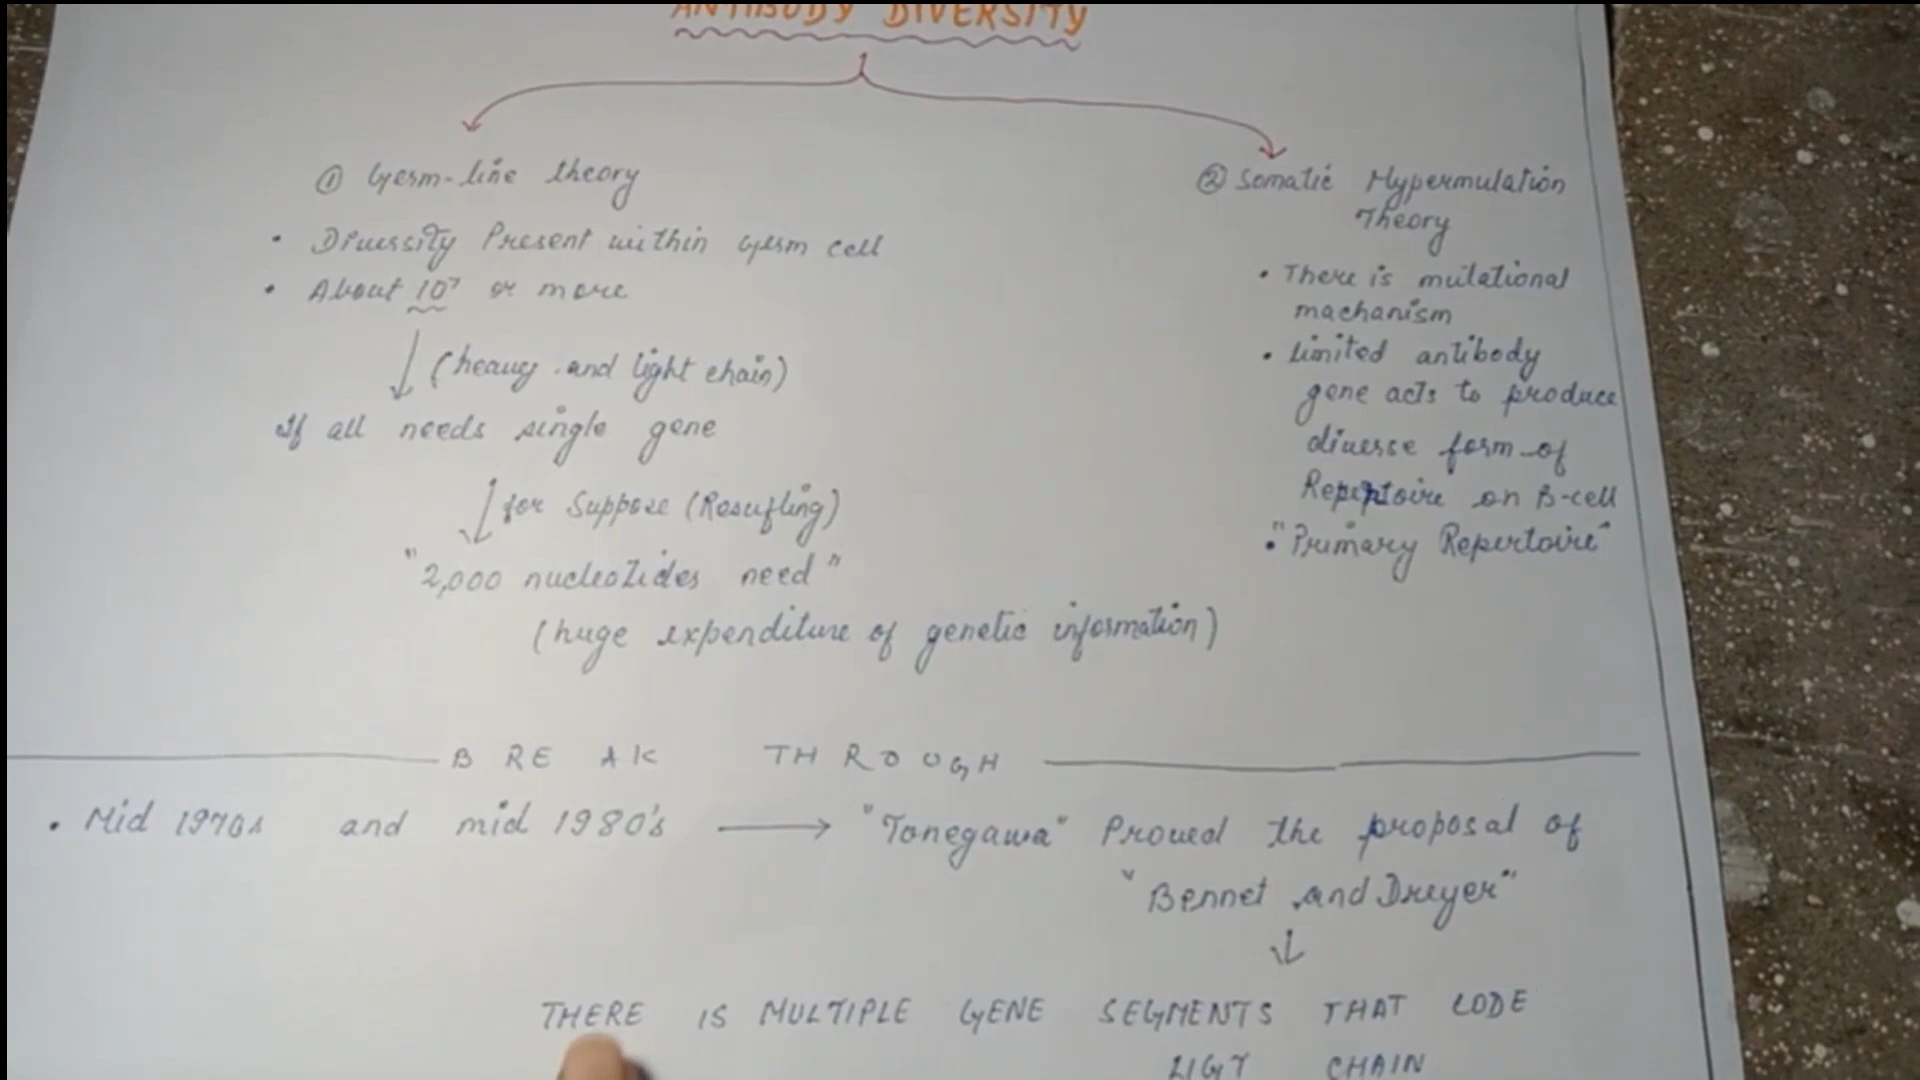 ANTIBODY DIVERSITY
① Germ-line theory
• Diversity Present within Germ cell
• About 10⁷ or more
(heavy and light chain)
If all needs single gene
for Suppose (Resufling)
"2,000 nucleotides need"
(huge expenditure of genetic information)
② Somatic Hypermutation
Theory
• There is mutational
machanism
• Limited antibody
gene acts to produce
diverse form of
Repertoire on B-cell
• "Primary Repertoire"
BREAK THROUGH
• Mid 1970s and mid 1980's → "Tonegawa" Proved the proposal of
"Bennet and Dreyer"
THERE IS MULTIPLE GENE SEGMENTS THAT CODE
LIGT CHAIN